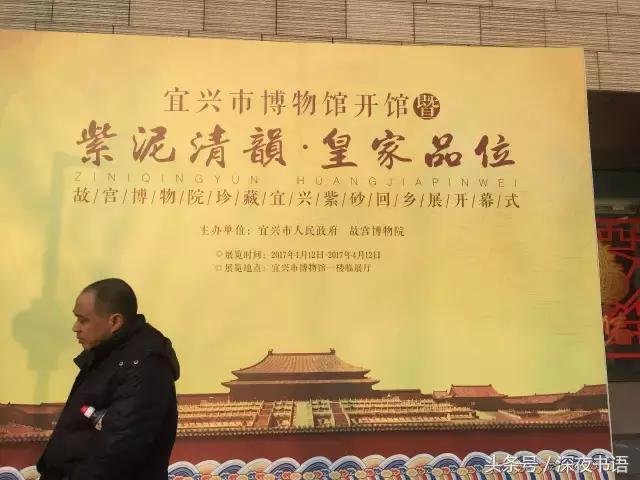 宜兴市博物馆开馆暨
紫泥清韻·皇家品位
ZINIQINGYUN HUANGJIAPINWEI
故/宫/博/物/院/珍/藏/宜/兴/紫/砂/回/乡/展/开/幕/式
主办单位：宜兴市人民政府 故宫博物院
◎展览时间：2017年1月12日-2017年4月12日
◎展览地点：宜兴市博物馆一楼临展厅
头条号/深夜书语